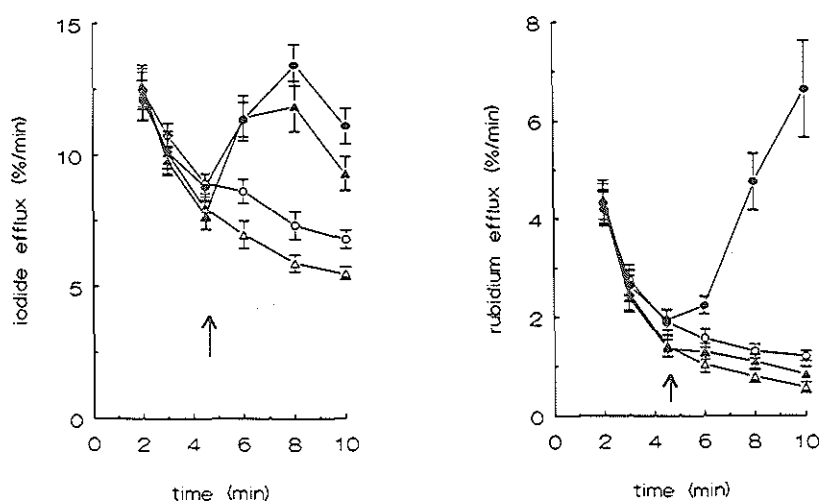 iodide efflux (%/min)
15
10
5
0
0 2 4 6 8 10
time (min)
rubidium efflux (%/min)
8
6
4
2
0
0 2 4 6 8 10
time (min)